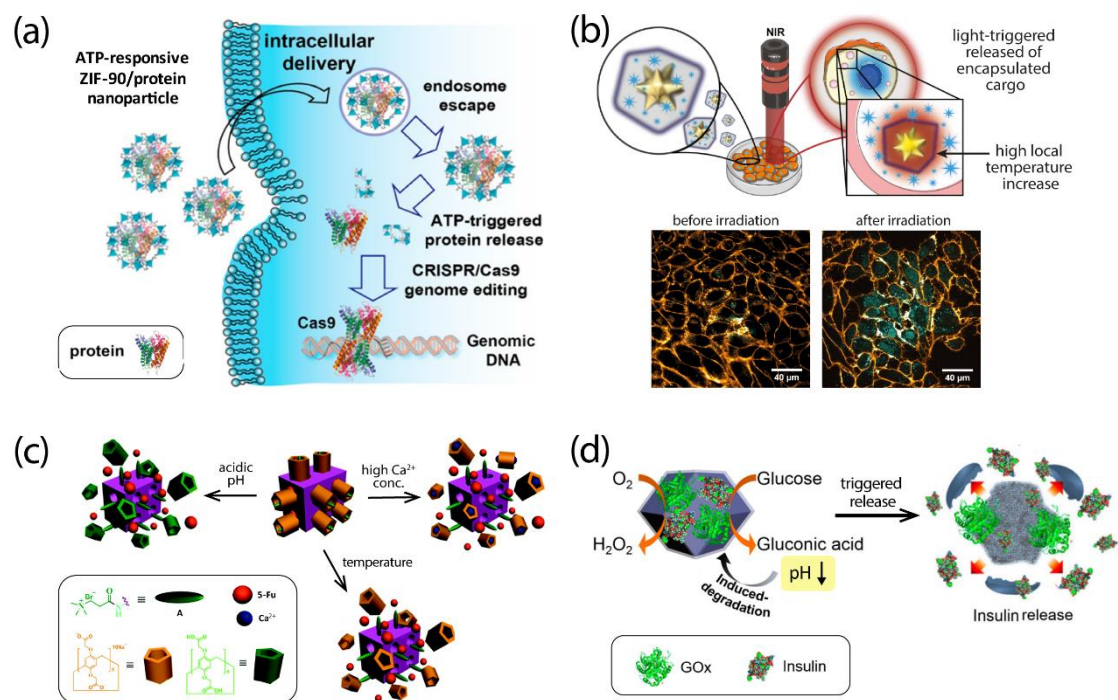 (a)
ATP-responsive
ZIF-90/protein
nanoparticle
intracellular
delivery
endosome
escape
ATP-triggered
protein release
CRISPR/Cas9
genome editing
Cas9
Genomic
DNA
protein
(b)
NIR
light-triggered
released of
encapsulated
cargo
high local
temperature
increase
before irradiation
after irradiation
40 µm
40 µm
(c)
acidic
pH
high Ca²⁺
conc.
temperature
Br⁻
A
5-Fu
Ca²⁺
(d)
O₂
Glucose
H₂O₂
Gluconic acid
pH ↓
Induced-
degradation
triggered
release
Insulin release
GOx
Insulin